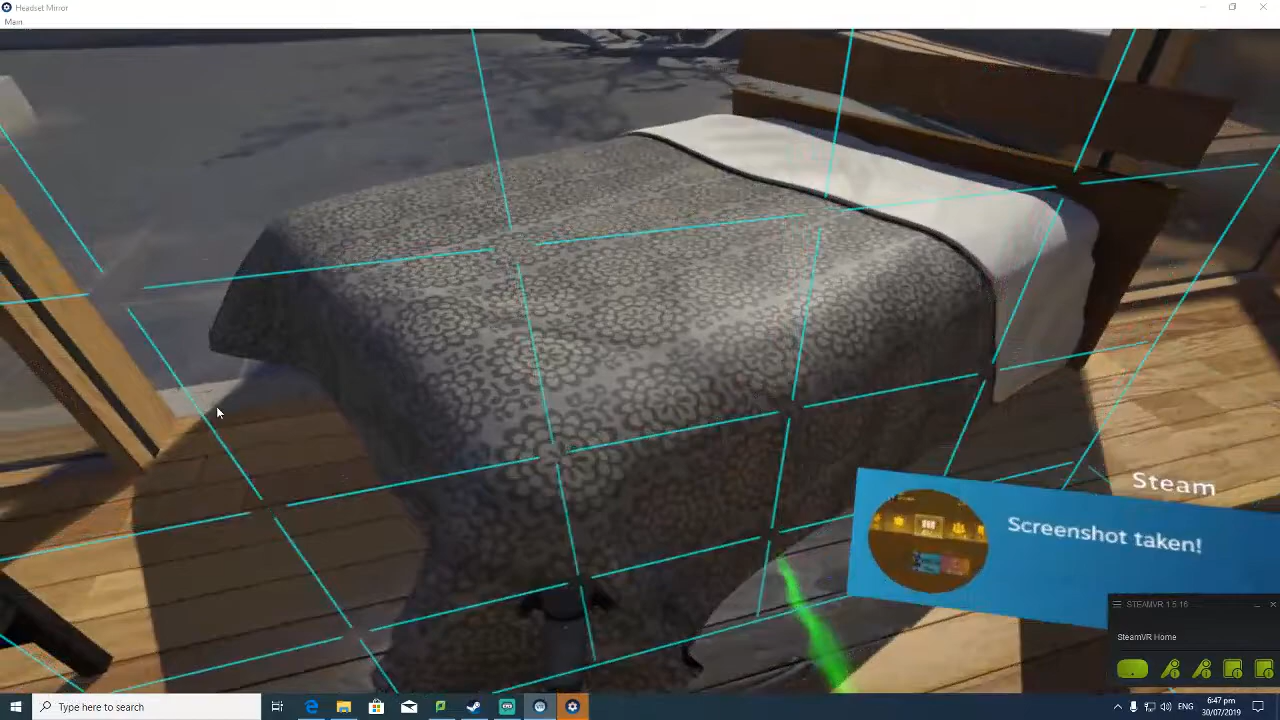 Headset Mirror
Main
Steam
Screenshot taken!
STEAMVR 1.5.16
SteamVR Home
Type here to search
ENG
6:47 pm
30/07/2019